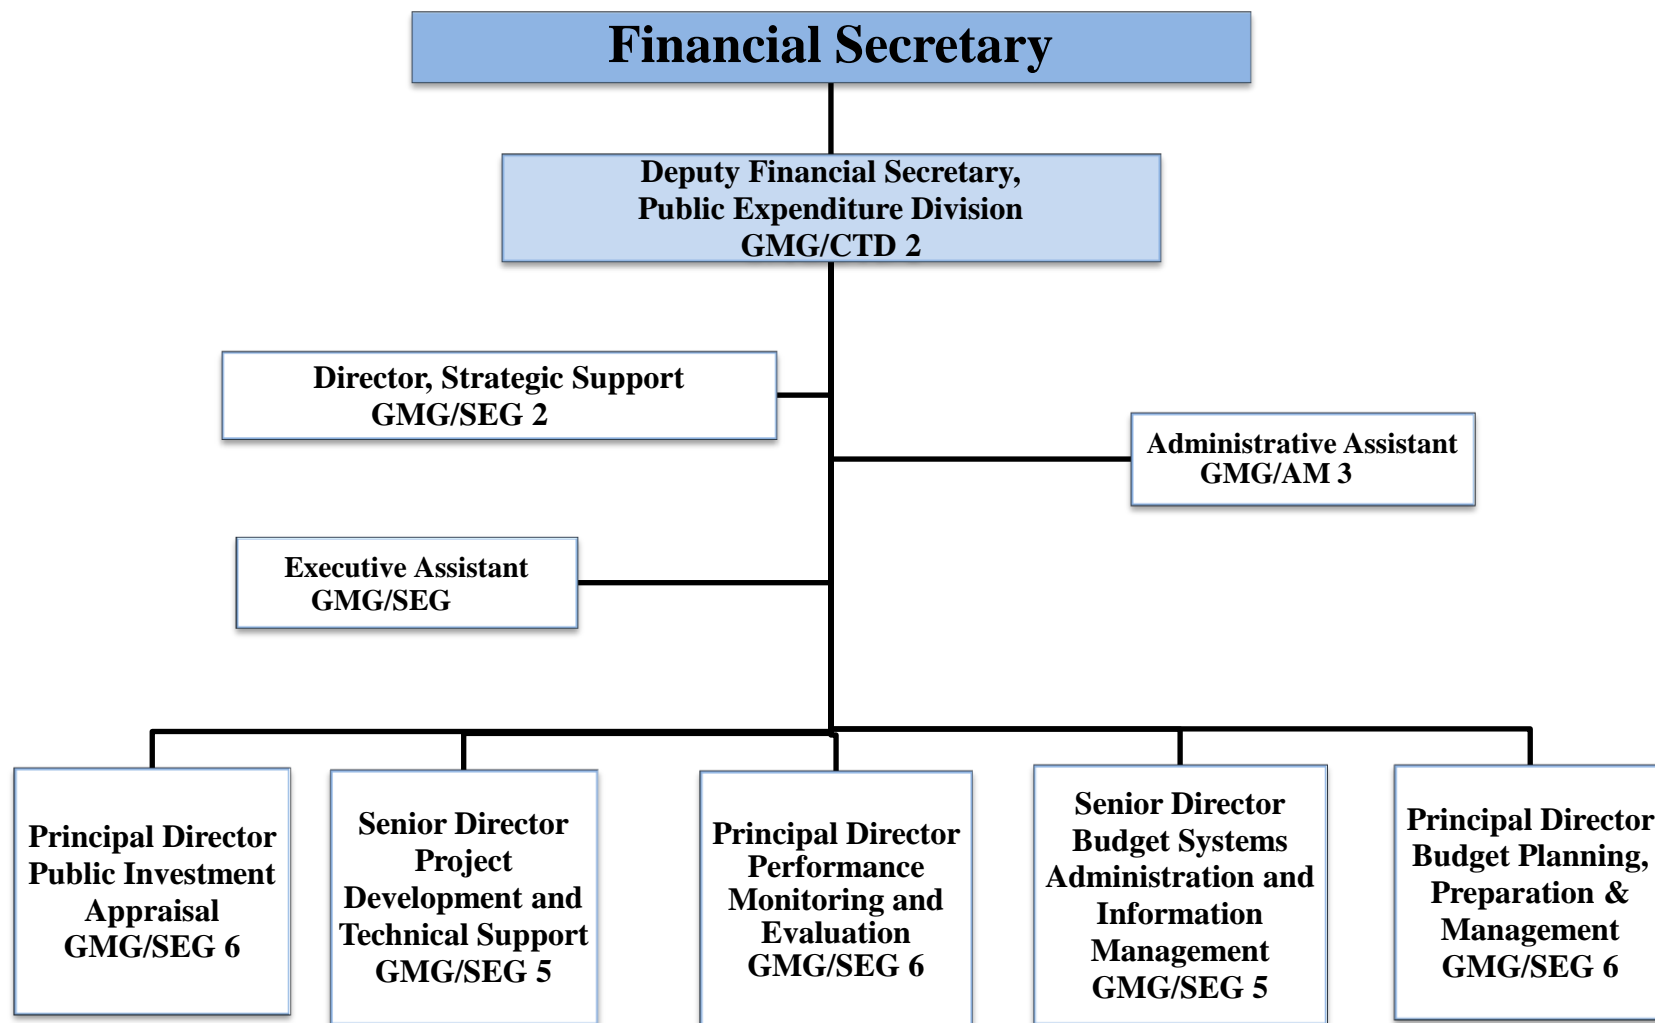 Financial Secretary
Deputy Financial Secretary,
Public Expenditure Division
GMG/CTD 2
Director, Strategic Support
GMG/SEG 2
Administrative Assistant
GMG/AM 3
Executive Assistant
GMG/SEG
Principal Director
Public Investment
Appraisal
GMG/SEG 6
Senior Director
Project
Development and
Technical Support
GMG/SEG 5
Principal Director
Performance
Monitoring and
Evaluation
GMG/SEG 6
Senior Director
Budget Systems
Administration and
Information
Management
GMG/SEG 5
Principal Director
Budget Planning,
Preparation &
Management
GMG/SEG 6